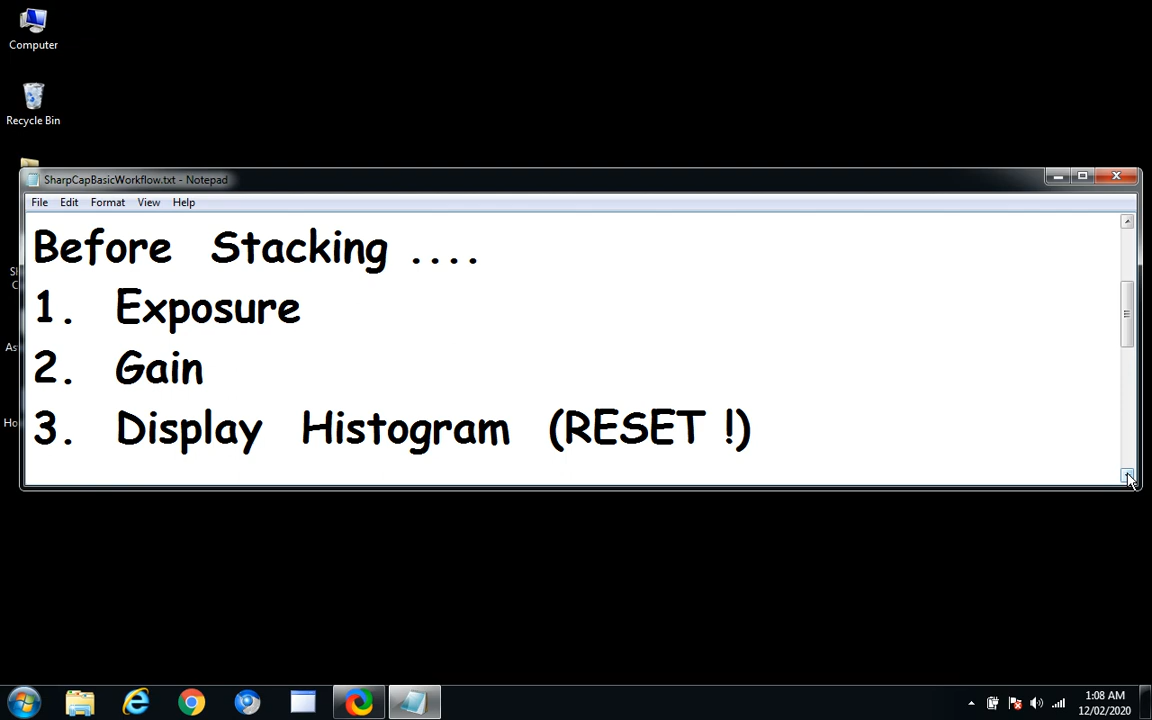 Computer
Recycle Bin
SharpCapBasicWorkflow.txt - Notepad
File Edit Format View Help
Before Stacking ....
1. Exposure
2. Gain
3. Display Histogram (RESET !)
1:08 AM
12/02/2020